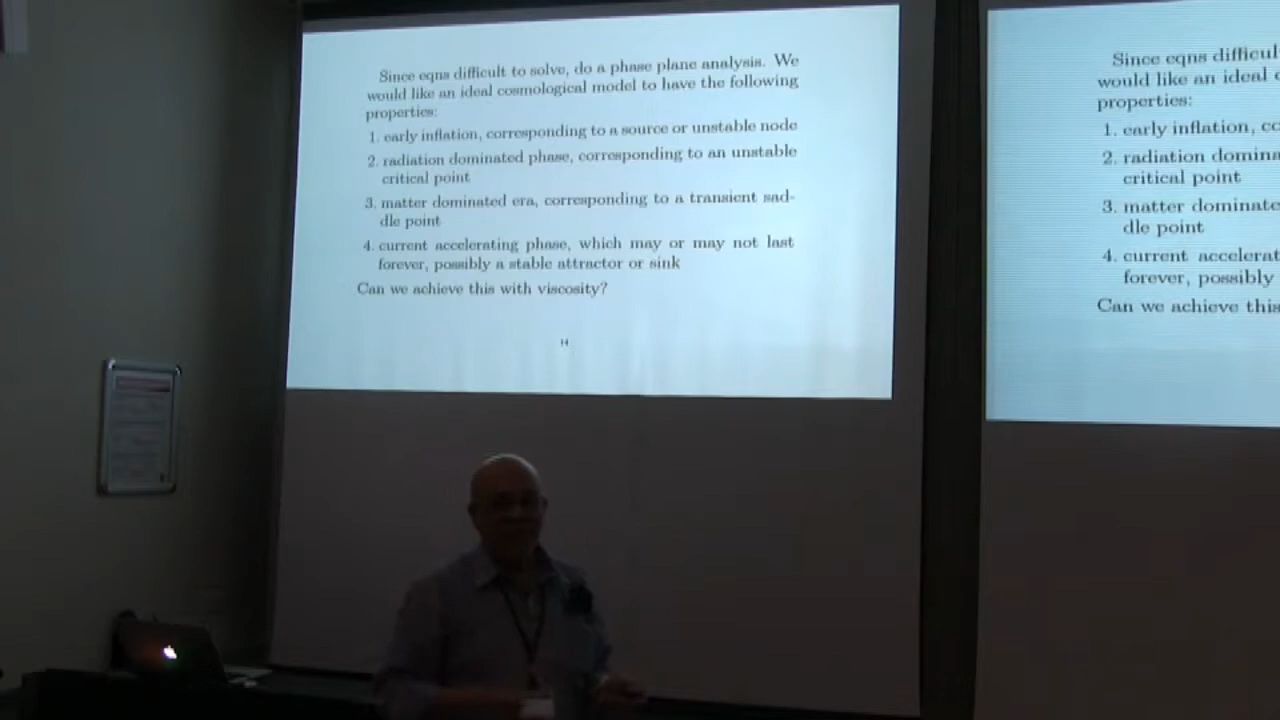 Since eqns difficult to solve, do a phase plane analysis. We
would like an ideal cosmological model to have the following
properties:
1. early inflation, corresponding to a source or unstable node
2. radiation dominated phase, corresponding to an unstable
critical point
3. matter dominated era, corresponding to a transient sad-
dle point
4. current accelerating phase, which may or may not last
forever, possibly a stable attractor or sink
Can we achieve this with viscosity?
14
Since eqns difficul
would like an ideal
properties:
1. early inflation, co
2. radiation domina
critical point
3. matter dominate
dle point
4. current accelerat
forever, possibly
Can we achieve this